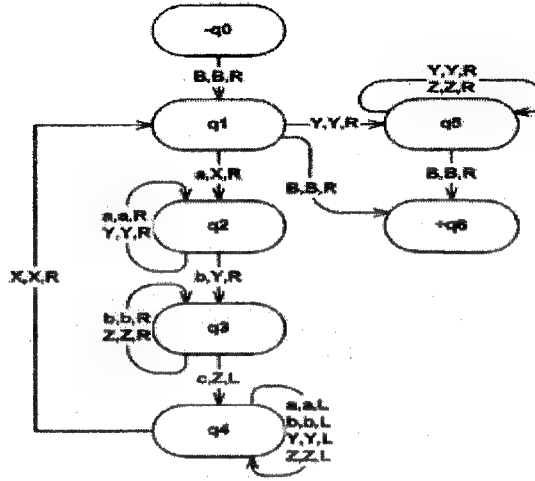 -q0
B,B,R
Y,Y,R
Z,Z,R
q1
Y,Y,R
q5
a,X,R
B,B,R
B,B,R
a,a,R
Y,Y,R
q2
+q6
X,X,R
b,Y,R
b,b,R
Z,Z,R
q3
c,Z,L
q4
a,a,L
b,b,L
Y,Y,L
Z,Z,L